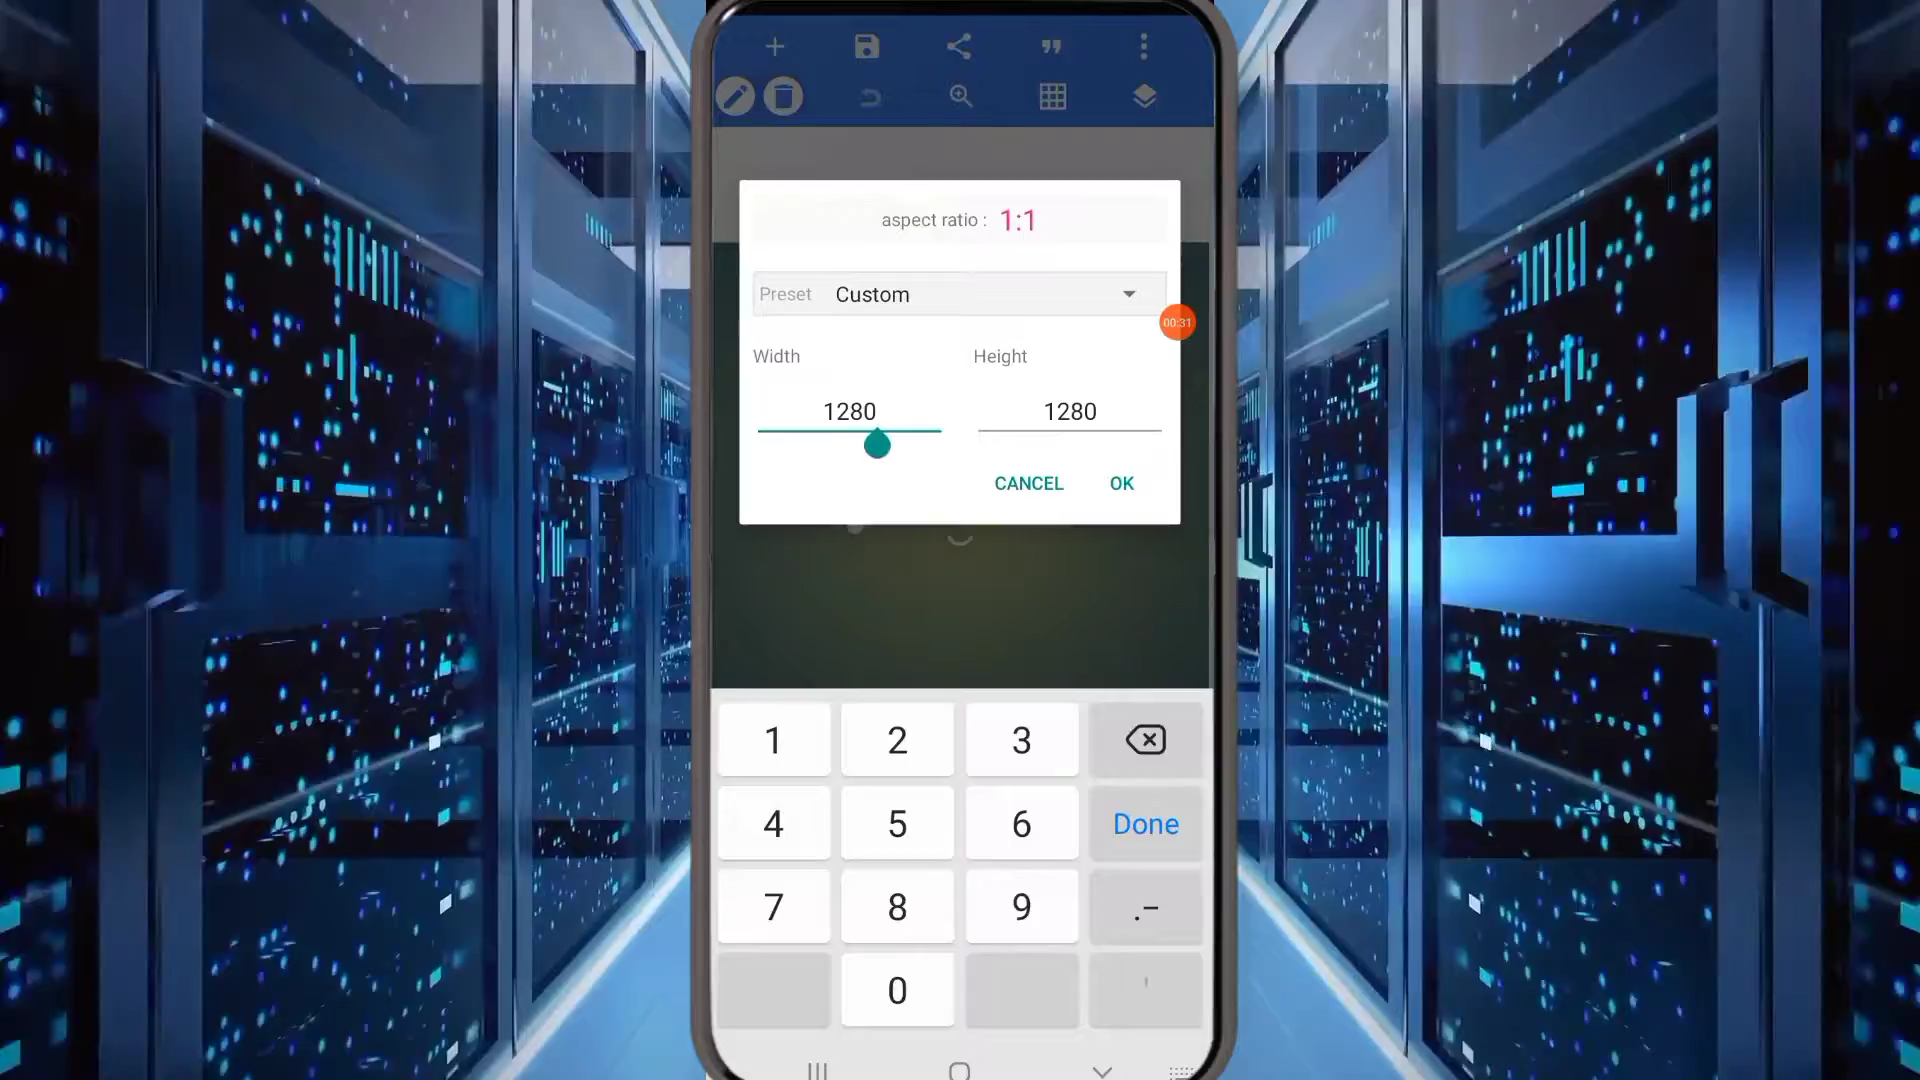 aspect ratio : 1:1
Preset Custom
00:31
Width Height
1280 1280
CANCEL OK
1 2 3
4 5 6 Done
7 8 9 .-
0 '